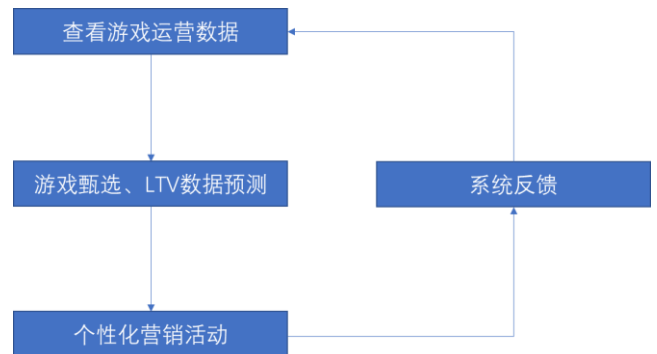 查看游戏运营数据
游戏甄选、LTV数据预测
系统反馈
个性化营销活动